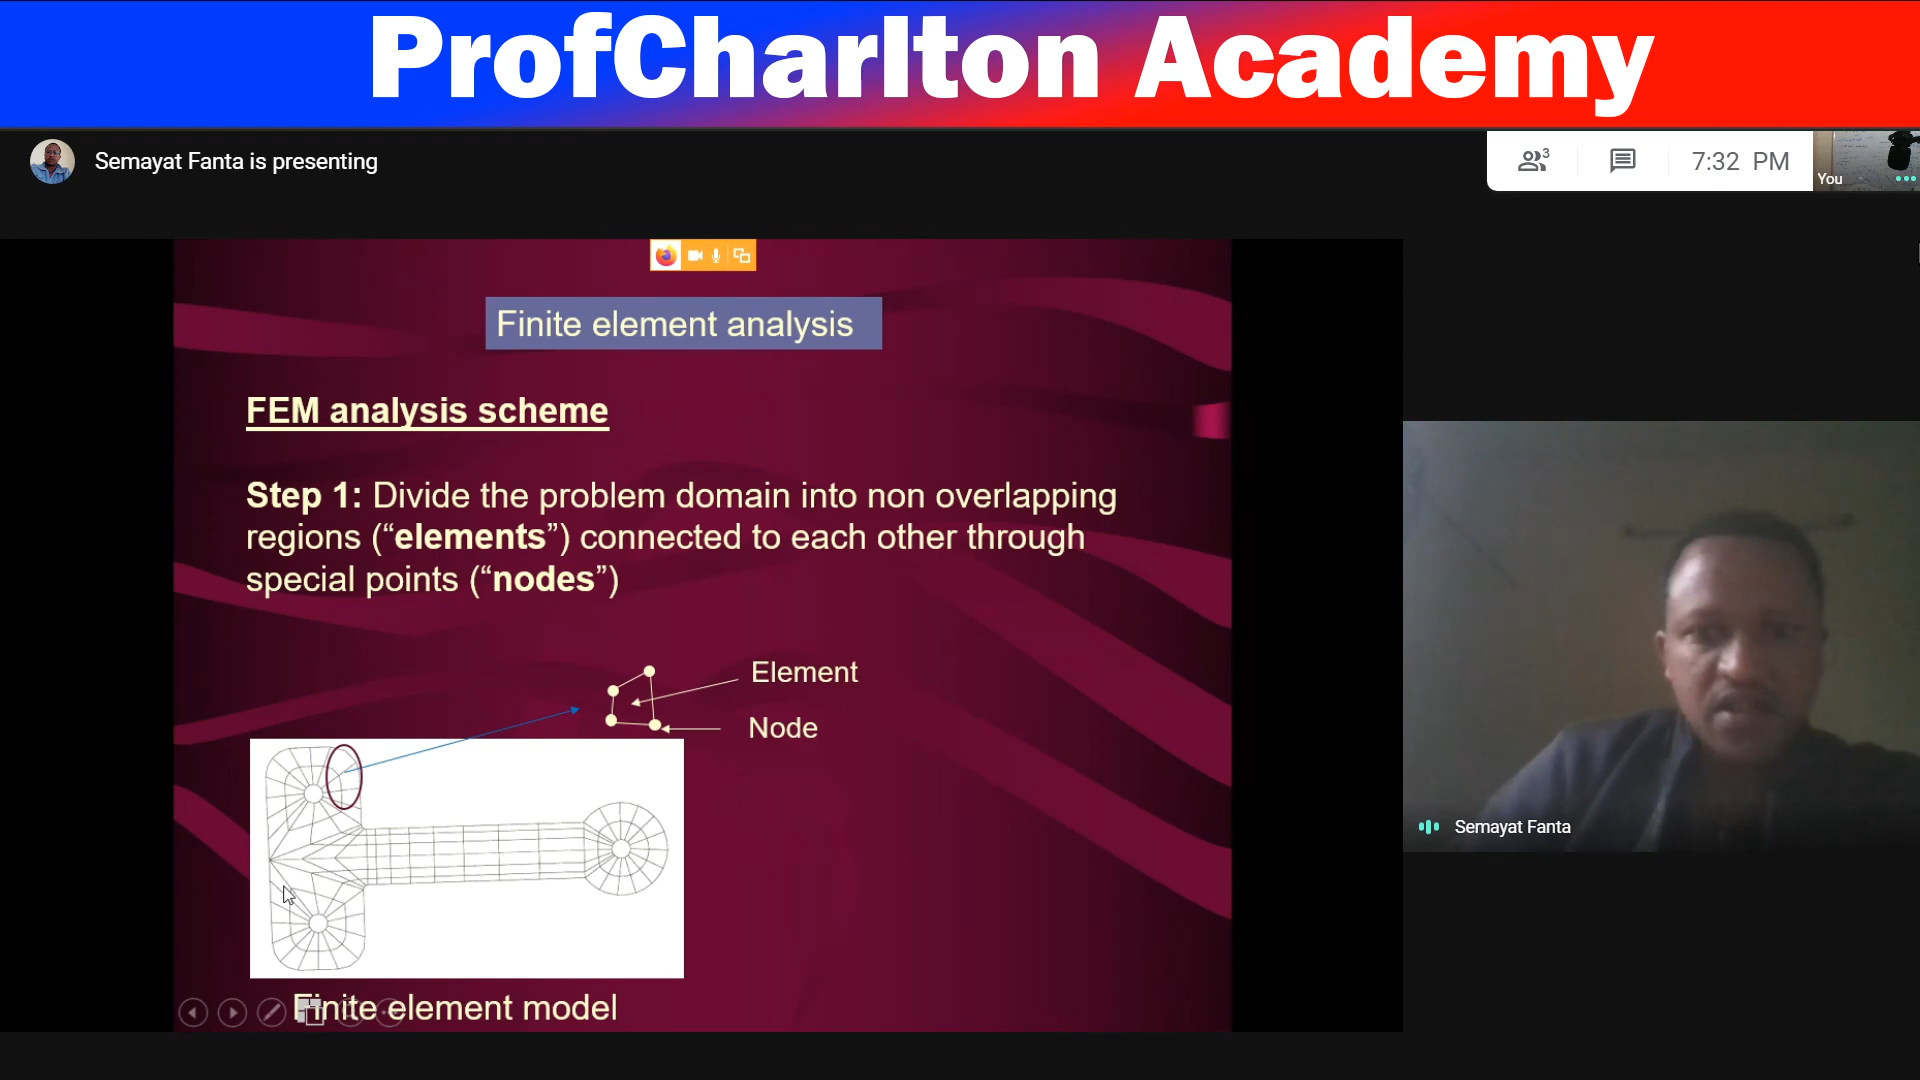 ProfCharlton Academy
Semayat Fanta is presenting
3
7:32 PM
You
Finite element analysis
FEM analysis scheme
Step 1: Divide the problem domain into non overlapping
regions (“elements”) connected to each other through
special points (“nodes”)
Element
Node
Semayat Fanta
Finite element model